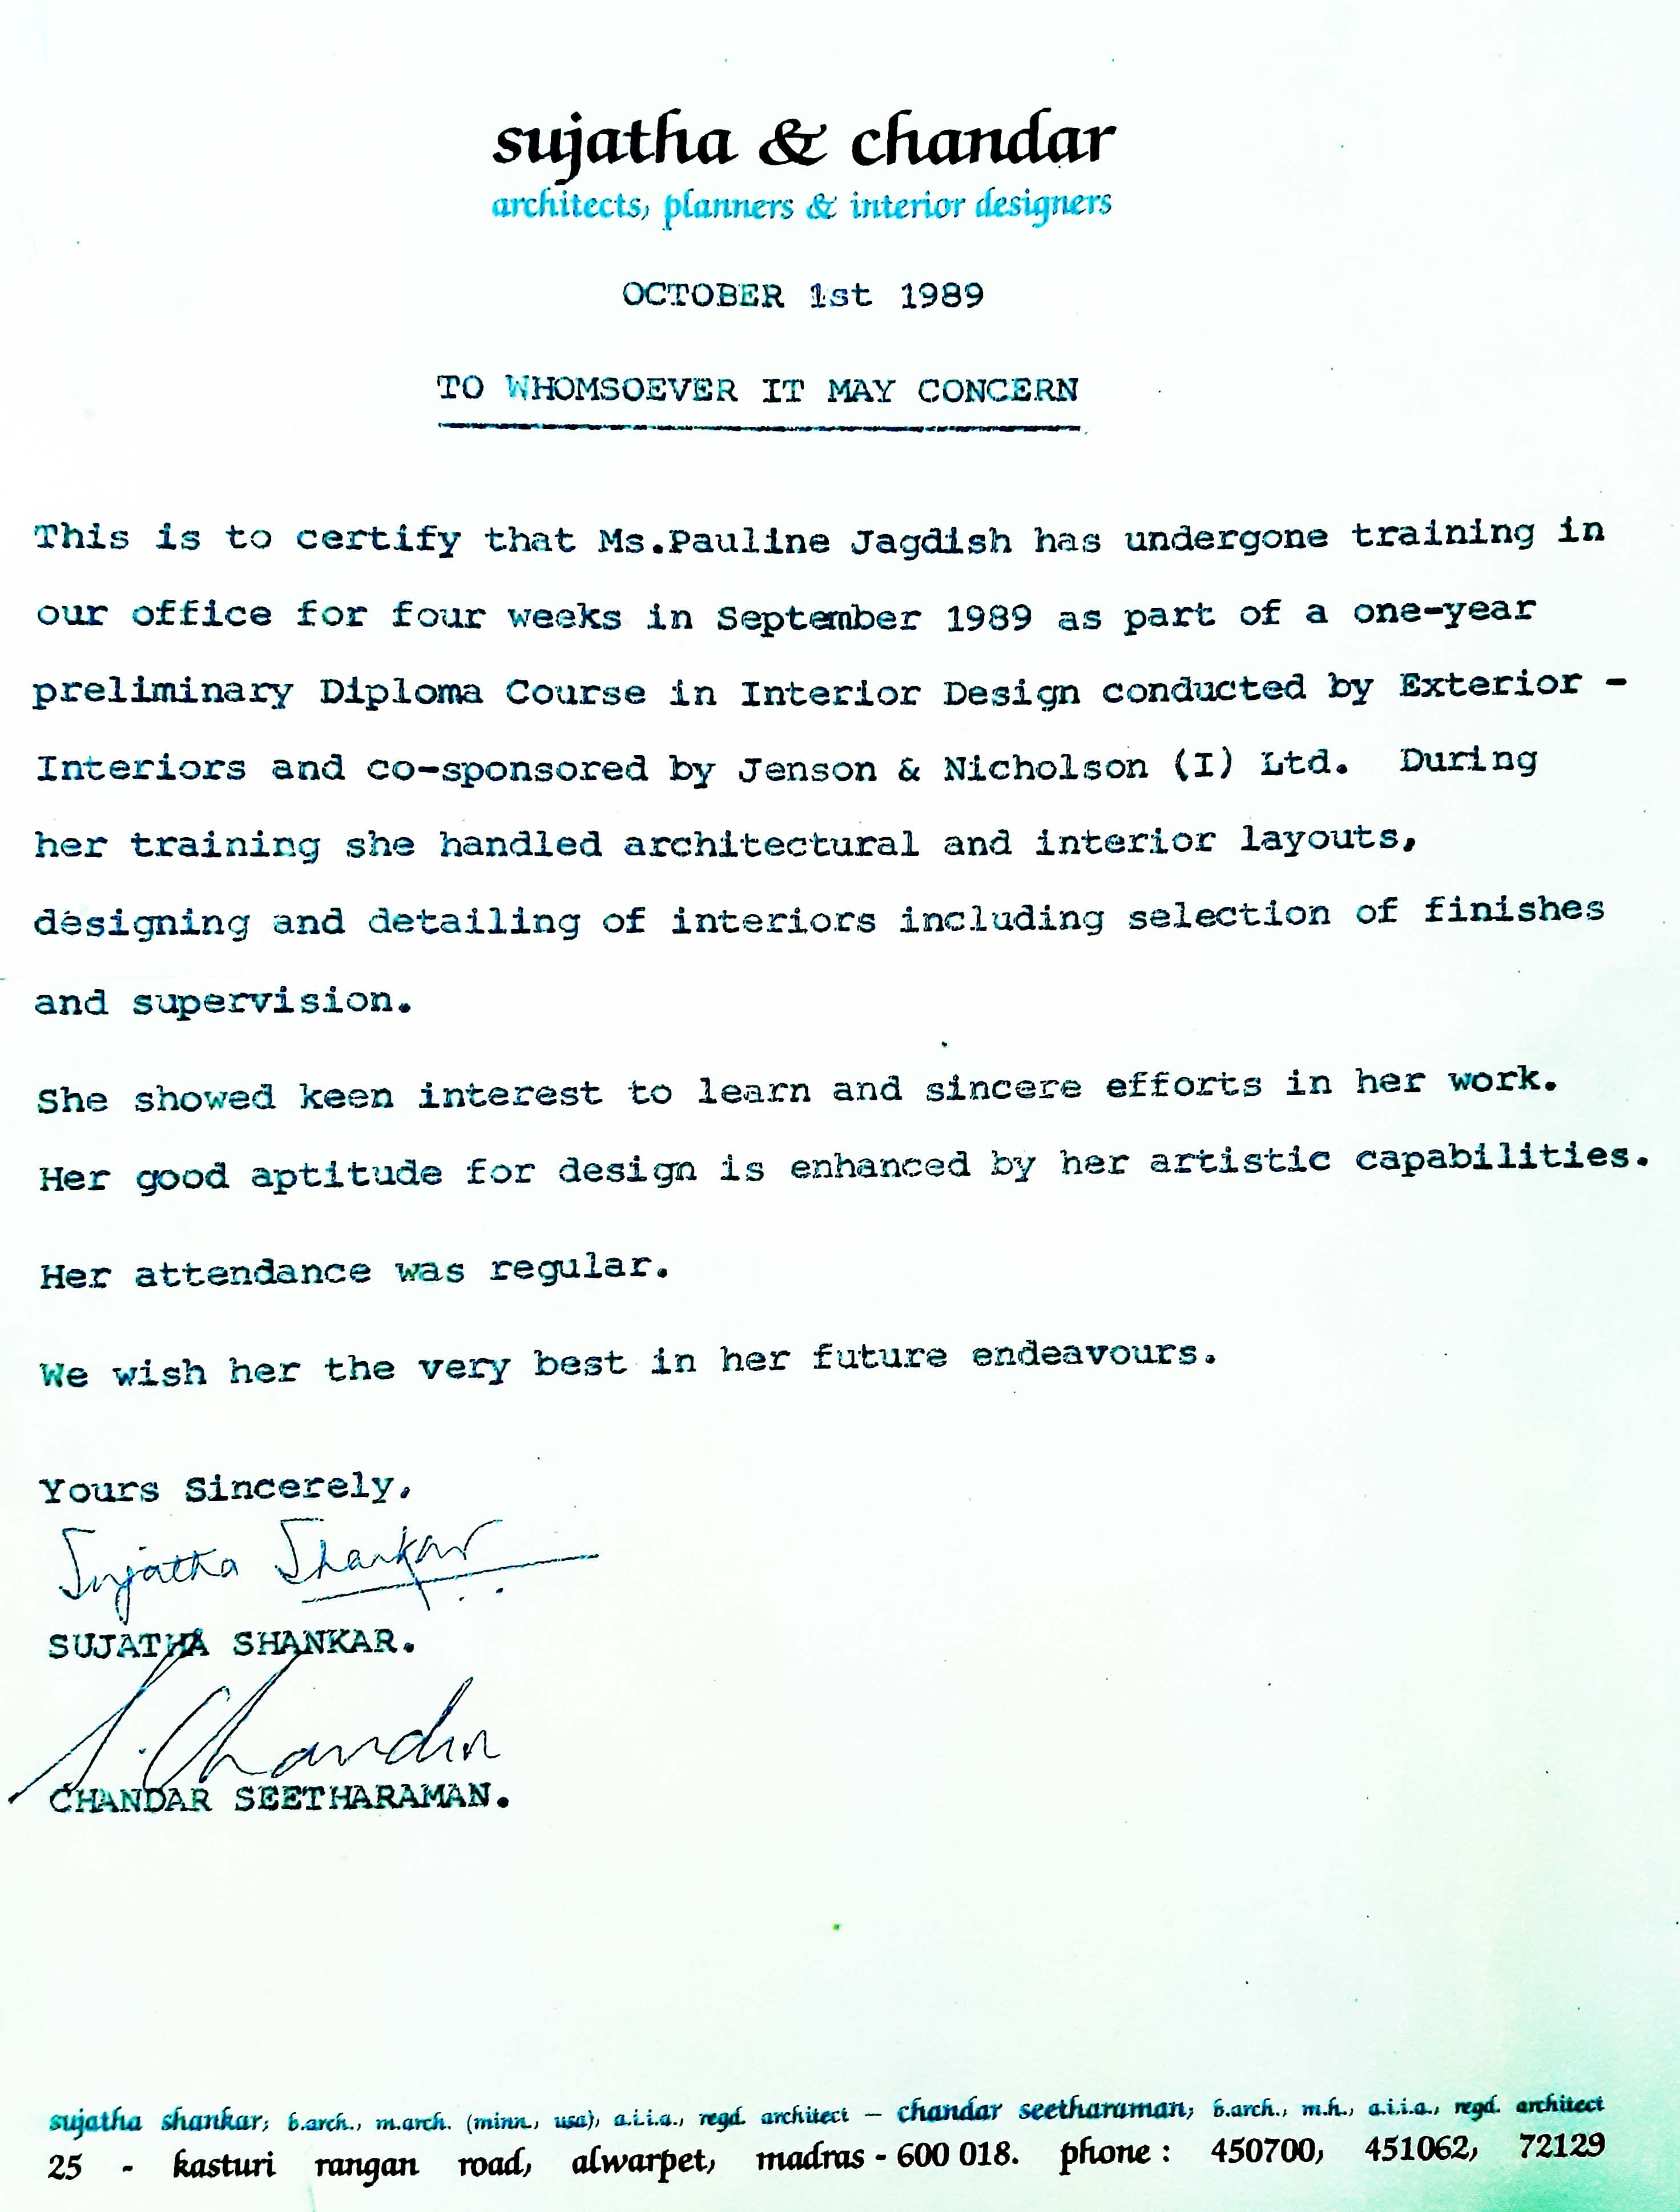 sujatha & chandar
architects, planners & interior designers
OCTOBER 1st 1989
TO WHOMSOEVER IT MAY CONCERN
This is to certify that Ms.Pauline Jagdish has undergone training in
our office for four weeks in September 1989 as part of a one-year
preliminary Diploma Course in Interior Design conducted by Exterior -
Interiors and co-sponsored by Jenson & Nicholson (I) Ltd. During
her training she handled architectural and interior layouts,
designing and detailing of interiors including selection of finishes
and supervision.
She showed keen interest to learn and sincere efforts in her work.
Her good aptitude for design is enhanced by her artistic capabilities.
Her attendance was regular.
We wish her the very best in her future endeavours.
Yours Sincerely,
Sujatha Shankar
SUJATHA SHANKAR.
S. Chandar
CHANDAR SEETHARAMAN.
sujatha shankar; b.arch., m.arch. (minn., usa), a.i.i.a., regd. architect – chandar seetharaman; b.arch., m.h., a.i.i.a., regd. architect
25 - kasturi rangan road, alwarpet, madras - 600 018. phone : 450700, 451062, 72129